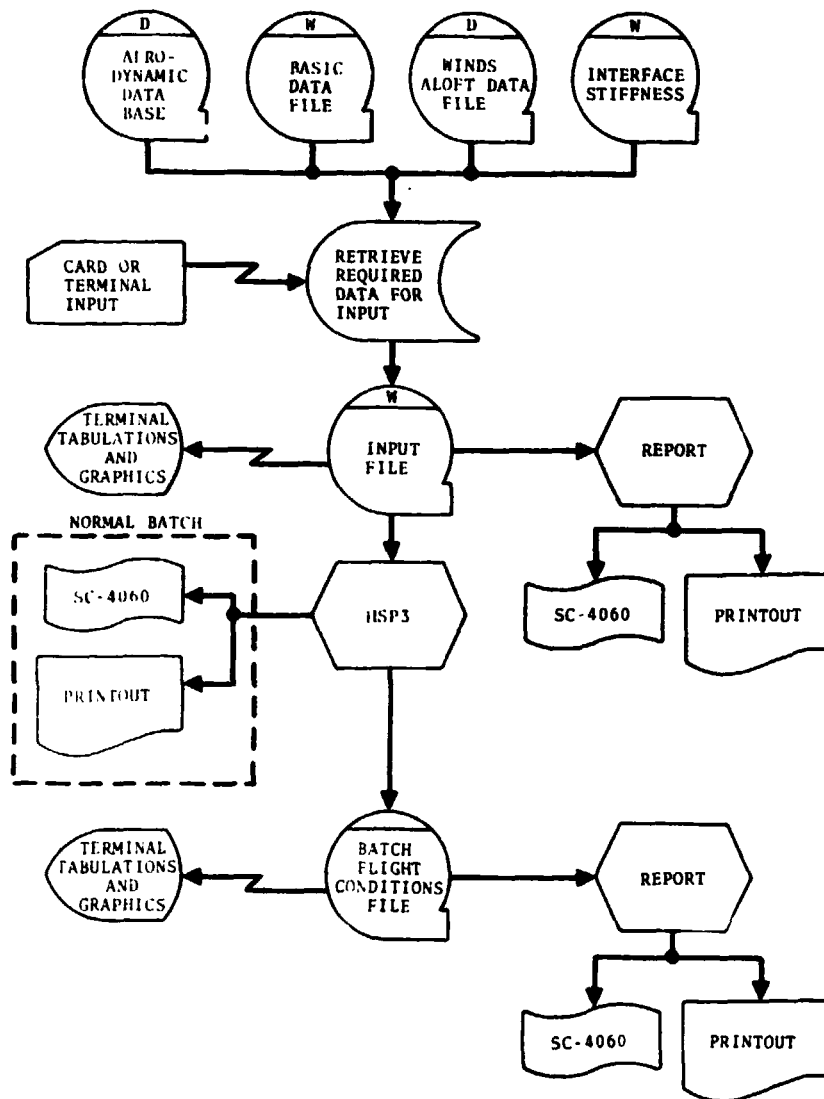 D
AERO-
DYNAMIC
DATA
BASE
W
BASIC
DATA
FILE
D
WINDS
ALOFT DATA
FILE
W
INTERFACE
STIFFNESS
CARD OR
TERMINAL
INPUT
RETRIEVE
REQUIRED
DATA FOR
INPUT
TERMINAL
TABULATIONS
AND
GRAPHICS
W
INPUT
FILE
REPORT
NORMAL BATCH
SC-4060
PRINTOUT
HSP3
SC-4060
PRINTOUT
TERMINAL
TABULATIONS
AND
GRAPHICS
BATCH
FLIGHT
CONDITIONS
FILE
REPORT
SC-4060
PRINTOUT